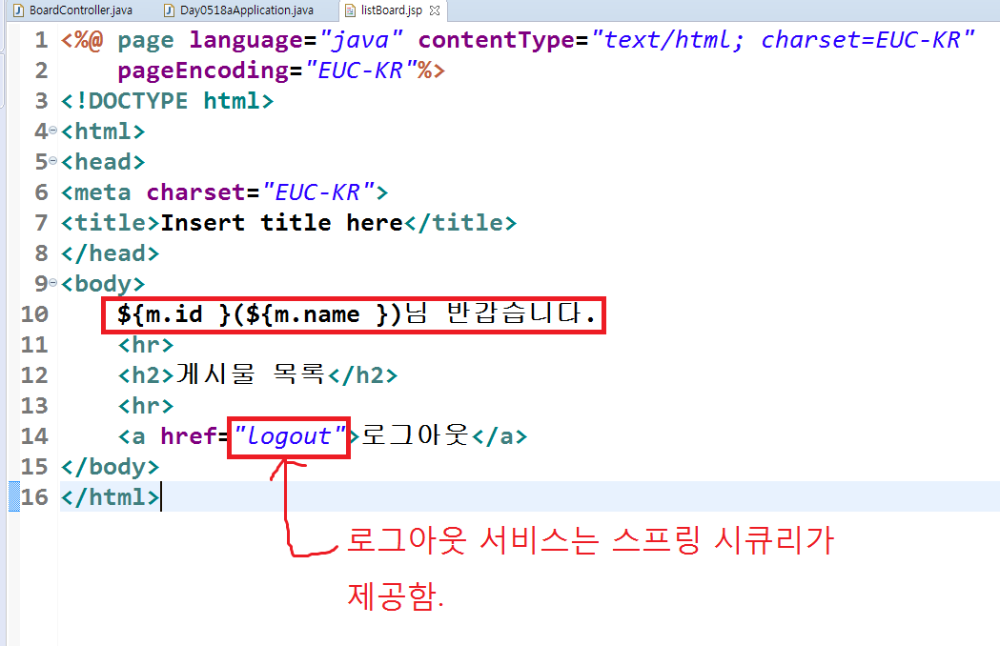 BoardController.java Day0518aApplication.java listBoard.jsp
1 <%@ page language="java" contentType="text/html; charset=EUC-KR"
2 pageEncoding="EUC-KR"%>
3 <!DOCTYPE html>
4 <html>
5 <head>
6 <meta charset="EUC-KR">
7 <title>Insert title here</title>
8 </head>
9 <body>
10 ${m.id }(${m.name })님 반갑습니다.
11 <hr>
12 <h2>게시물 목록</h2>
13 <hr>
14 <a href="logout">로그아웃</a>
15 </body>
16 </html>
로그아웃 서비스는 스프링 시큐리가
제공함.